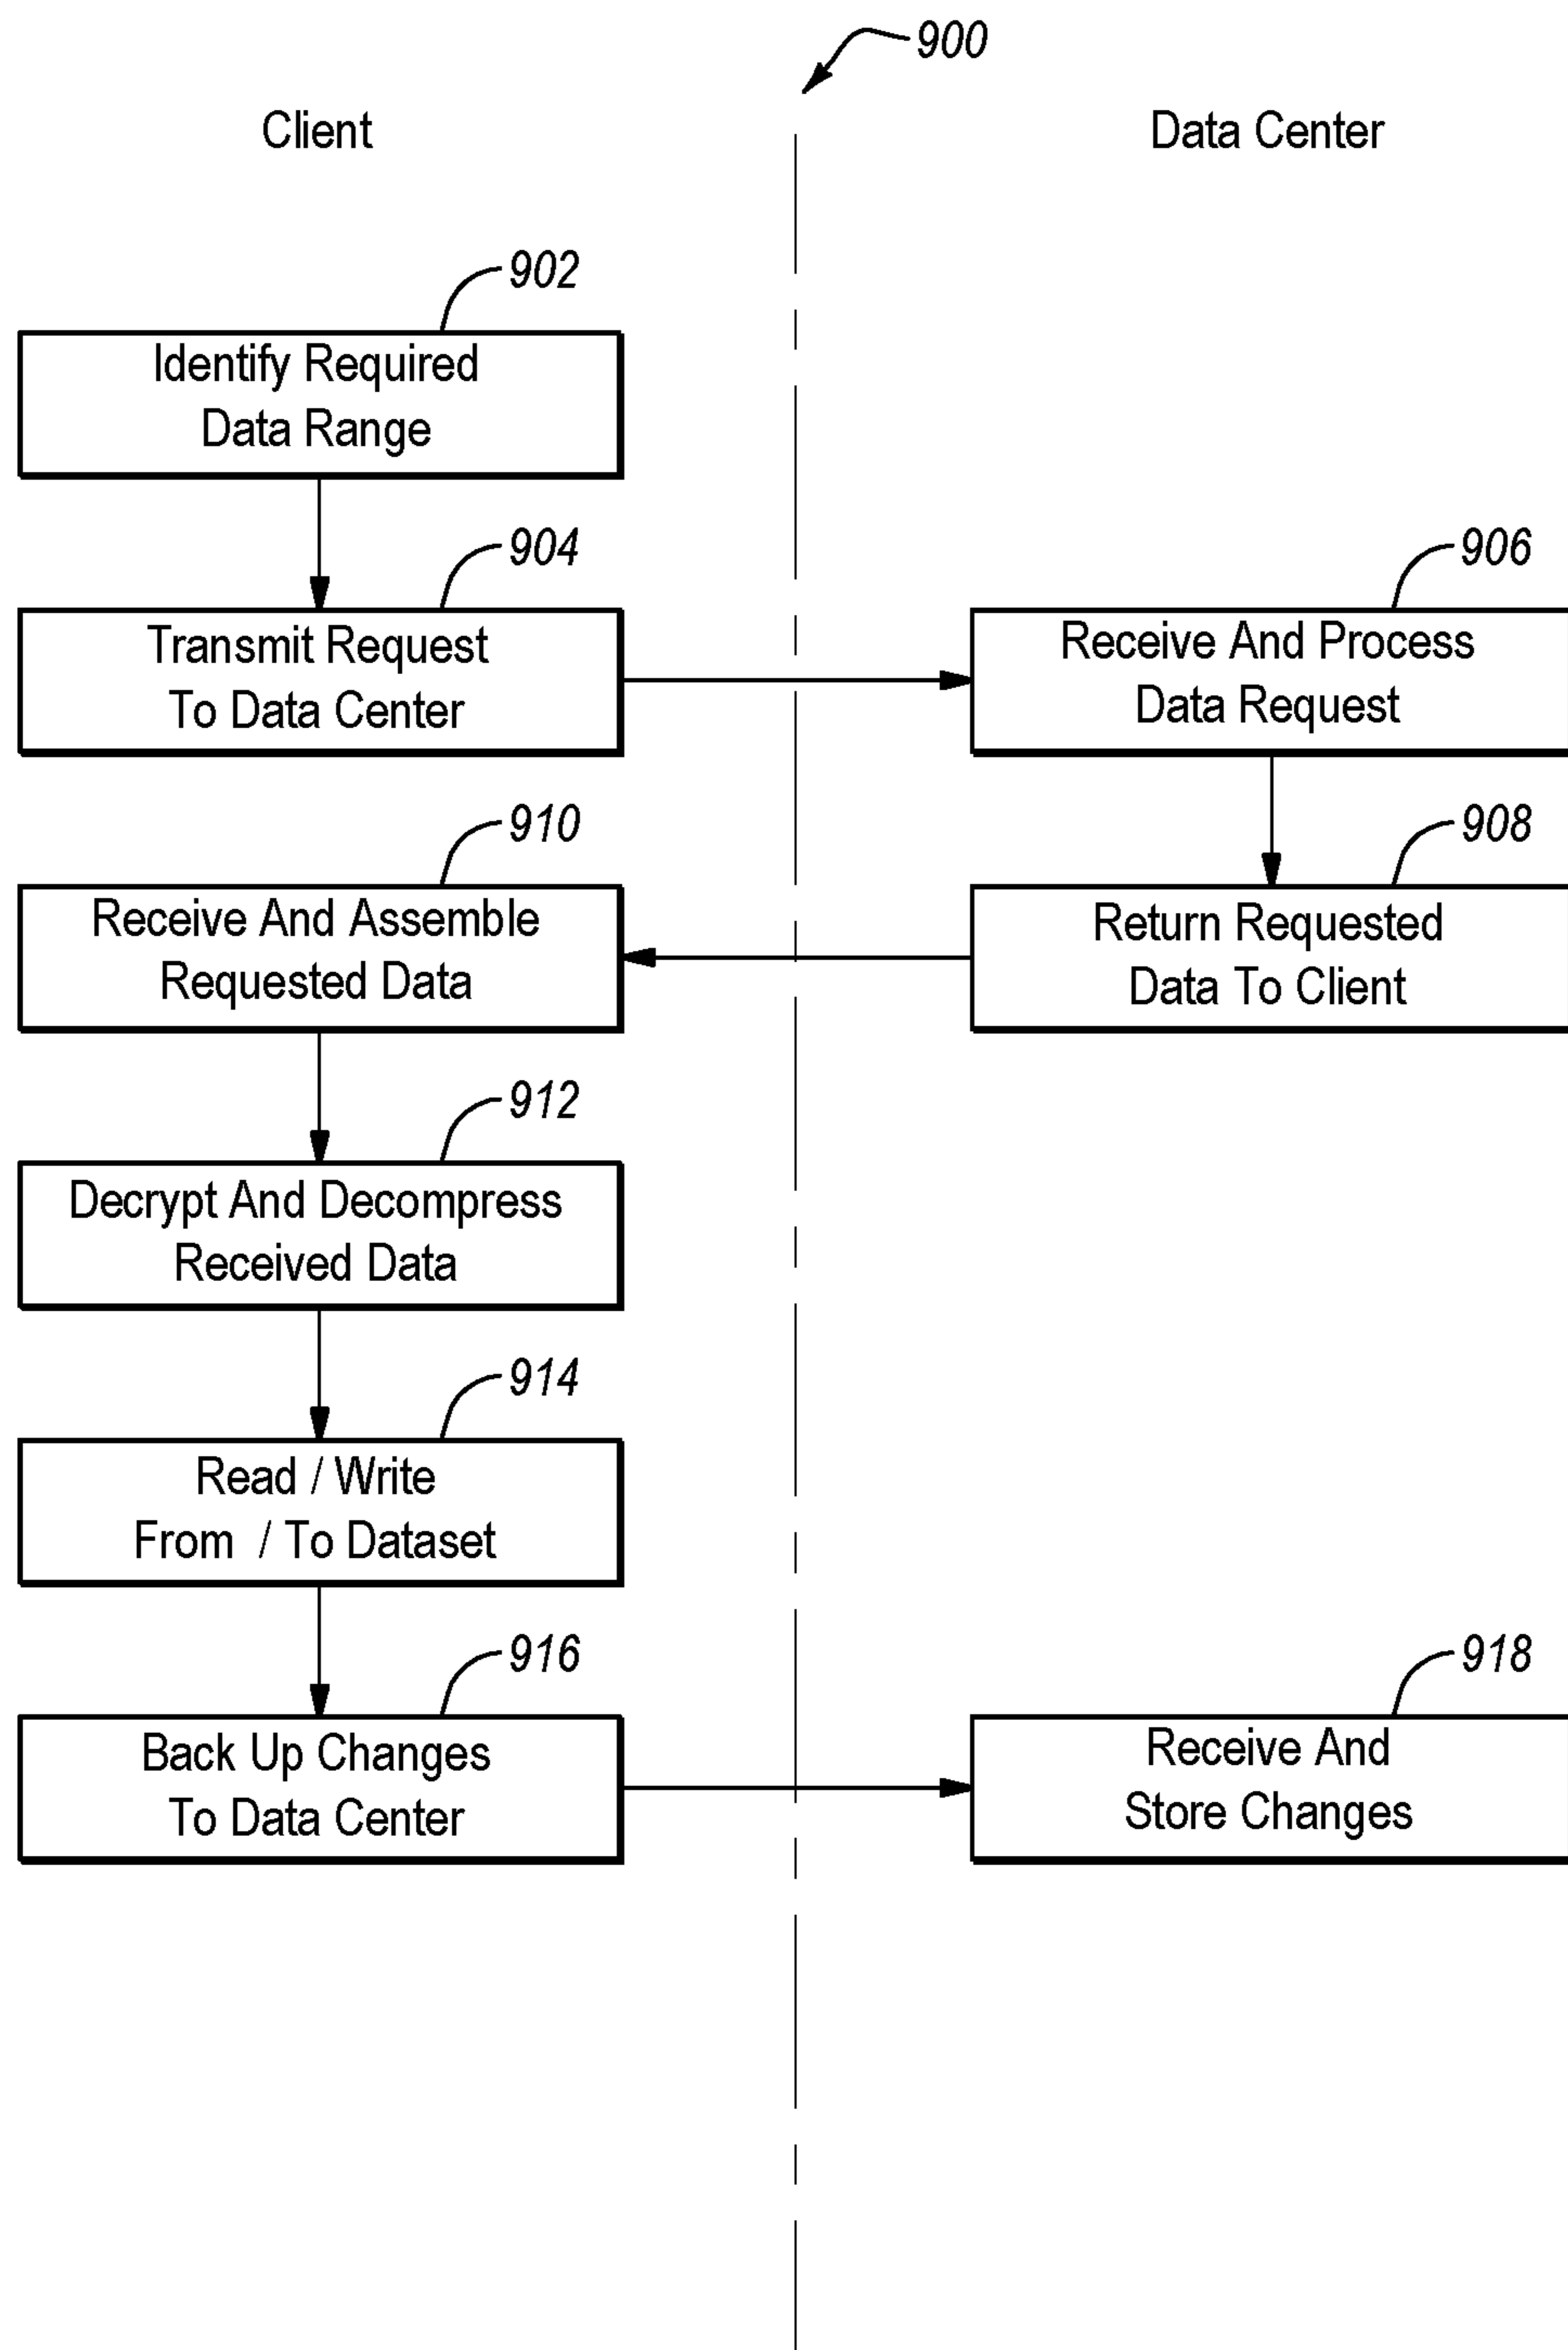 900
Client
Data Center
902
Identify Required
Data Range
904
Transmit Request
To Data Center
906
Receive And Process
Data Request
908
Return Requested
Data To Client
910
Receive And Assemble
Requested Data
912
Decrypt And Decompress
Received Data
914
Read / Write
From / To Dataset
916
Back Up Changes
To Data Center
918
Receive And
Store Changes